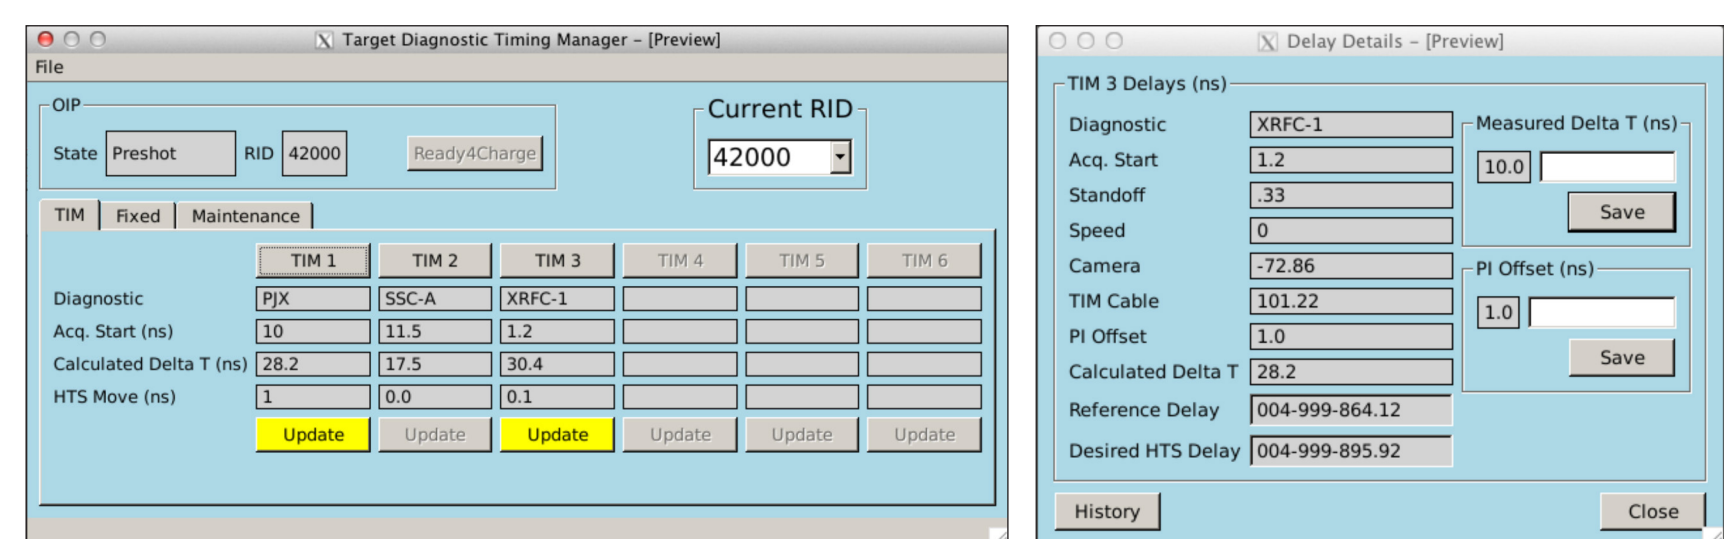 Target Diagnostic Timing Manager – [Preview]
File
OIP
State Preshot RID 42000 Ready4Charge
Current RID
42000
TIM Fixed Maintenance
TIM 1 TIM 2 TIM 3 TIM 4 TIM 5 TIM 6
Diagnostic PJX SSC-A XRFC-1
Acq. Start (ns) 10 11.5 1.2
Calculated Delta T (ns) 28.2 17.5 30.4
HTS Move (ns) 1 0.0 0.1
Update Update Update Update Update Update
Delay Details – [Preview]
TIM 3 Delays (ns)
Diagnostic XRFC-1
Acq. Start 1.2
Standoff .33
Speed 0
Camera -72.86
TIM Cable 101.22
PI Offset 1.0
Calculated Delta T 28.2
Reference Delay 004-999-864.12
Desired HTS Delay 004-999-895.92
Measured Delta T (ns)
10.0
Save
PI Offset (ns)
1.0
Save
History Close